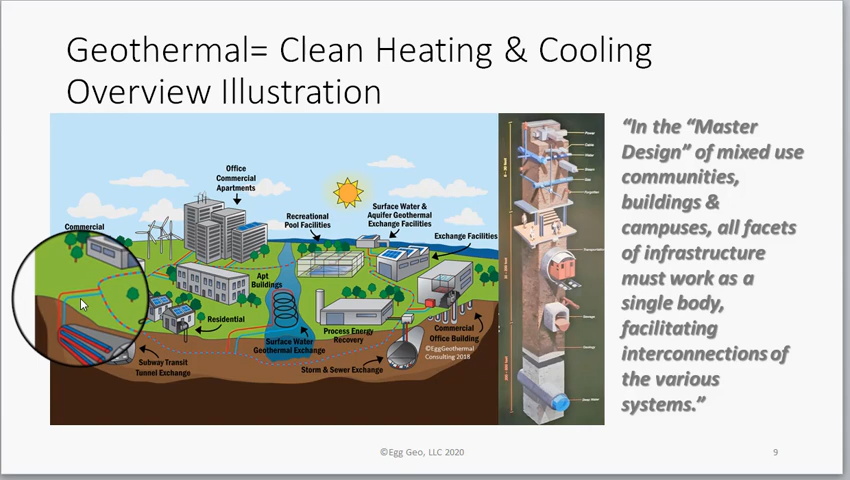 Geothermal= Clean Heating & Cooling
Overview Illustration
Office
Commercial
Apartments
Commercial
Recreational
Pool Facilities
Surface Water &
Aquifer Geothermal
Exchange Facilities
Exchange Facilities
Apt
Buildings
Residential
Surface Water
Geothermal Exchange
Process Energy
Recovery
Commercial
Office Building
©EggGeothermal
Consulting 2018
Subway Transit
Tunnel Exchange
Storm & Sewer Exchange
“In the “Master
Design” of mixed use
communities,
buildings &
campuses, all facets
of infrastructure
must work as a
single body,
facilitating
interconnections of
the various
systems.”
©Egg Geo, LLC 2020
9